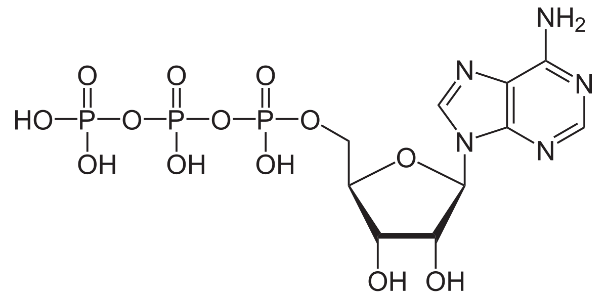 NH2
O O O N N
HO P O P O P O
OH OH OH O N N
OH OH